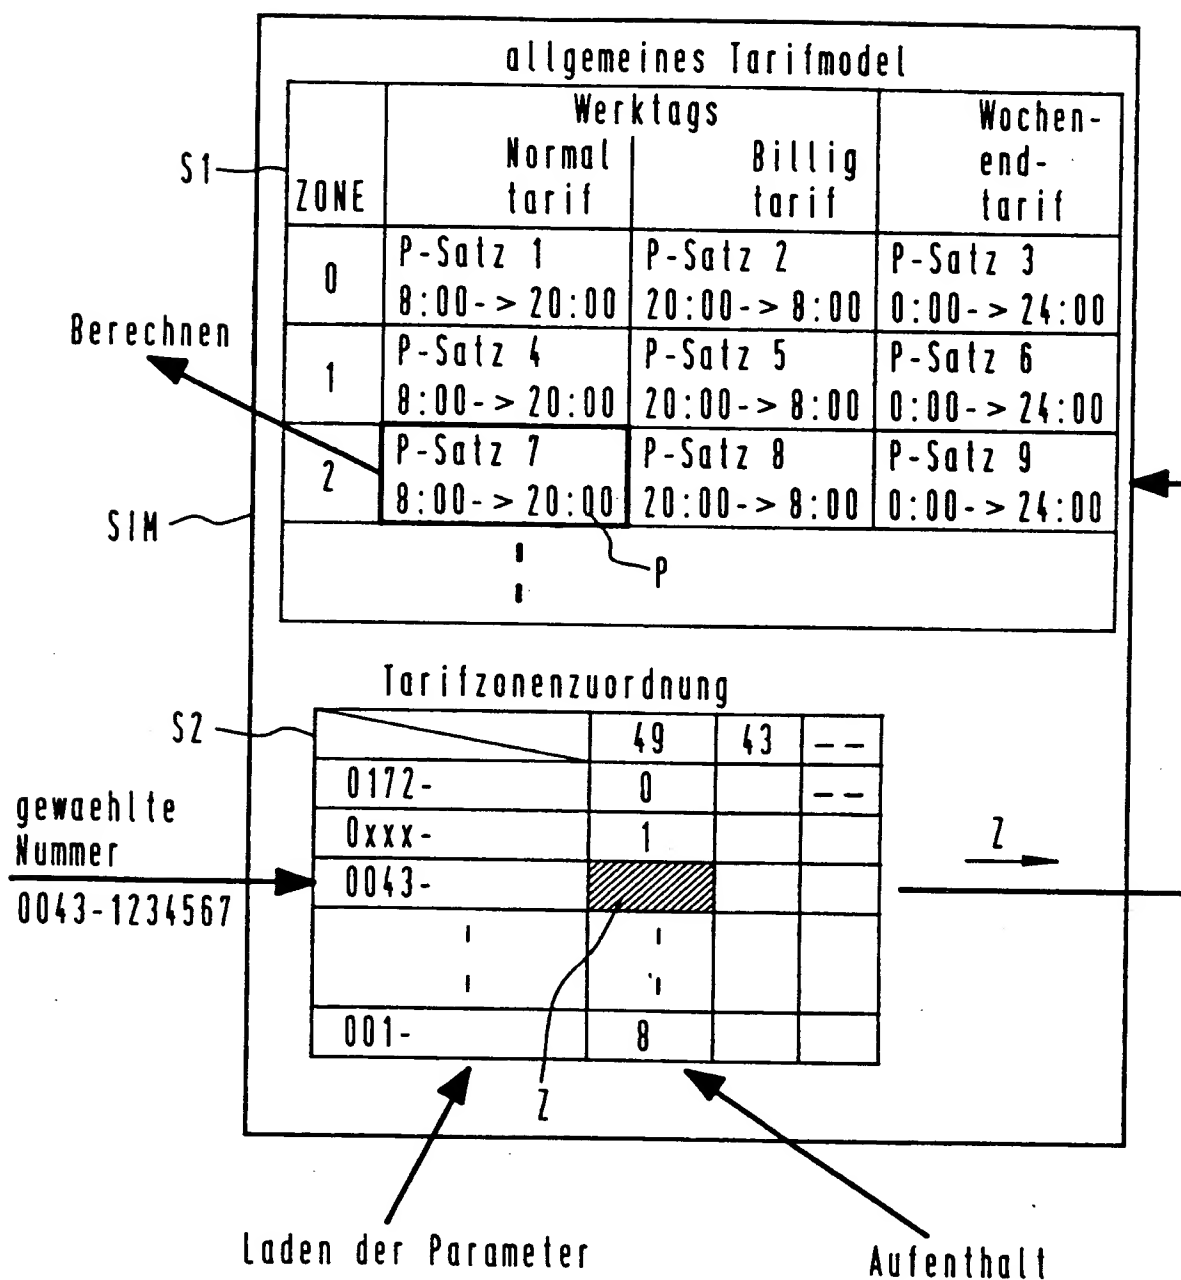 allgemeines Tarifmodel
Werktags
Wochen-
end-
tarif
Normal
tarif
Billig
tarif
S1
ZONE
0
P-Satz 1
8:00-> 20:00
P-Satz 2
20:00-> 8:00
P-Satz 3
0:00-> 24:00
Berechnen
1
P-Satz 4
8:00-> 20:00
P-Satz 5
20:00-> 8:00
P-Satz 6
0:00-> 24:00
2
P-Satz 7
8:00-> 20:00
P-Satz 8
20:00-> 8:00
P-Satz 9
0:00-> 24:00
SIM
P
Tarifzonenzuordnung
S2
49 43 --
0172- 0 --
0xxx- 1
gewaehlte
Nummer
0043-1234567
0043-
Z
001- 8
Z
Laden der Parameter
Aufenthalt